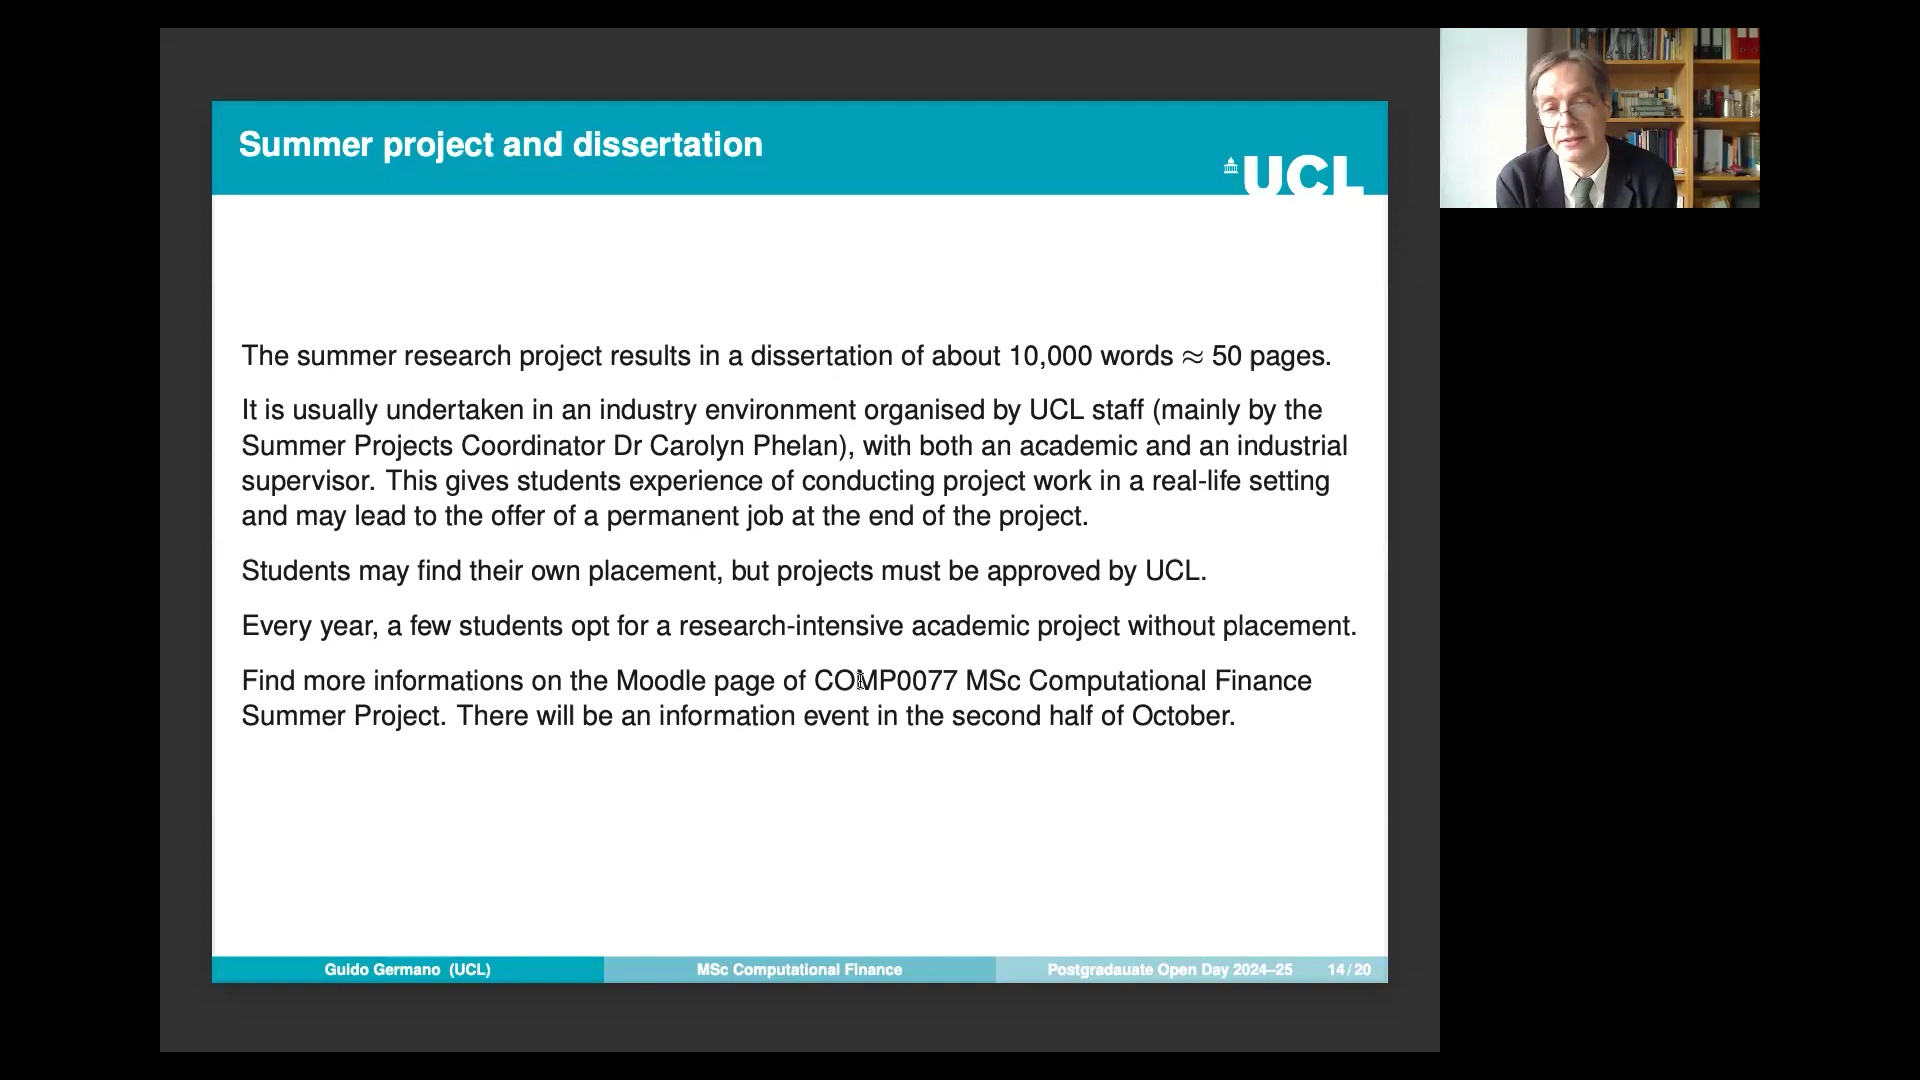 Summer project and dissertation
UCL
The summer research project results in a dissertation of about 10,000 words ≈ 50 pages.
It is usually undertaken in an industry environment organised by UCL staff (mainly by the
Summer Projects Coordinator Dr Carolyn Phelan), with both an academic and an industrial
supervisor. This gives students experience of conducting project work in a real-life setting
and may lead to the offer of a permanent job at the end of the project.
Students may find their own placement, but projects must be approved by UCL.
Every year, a few students opt for a research-intensive academic project without placement.
Find more informations on the Moodle page of COMP0077 MSc Computational Finance
Summer Project. There will be an information event in the second half of October.
Guido Germano (UCL) MSc Computational Finance Postgradauate Open Day 2024–25 14 / 20